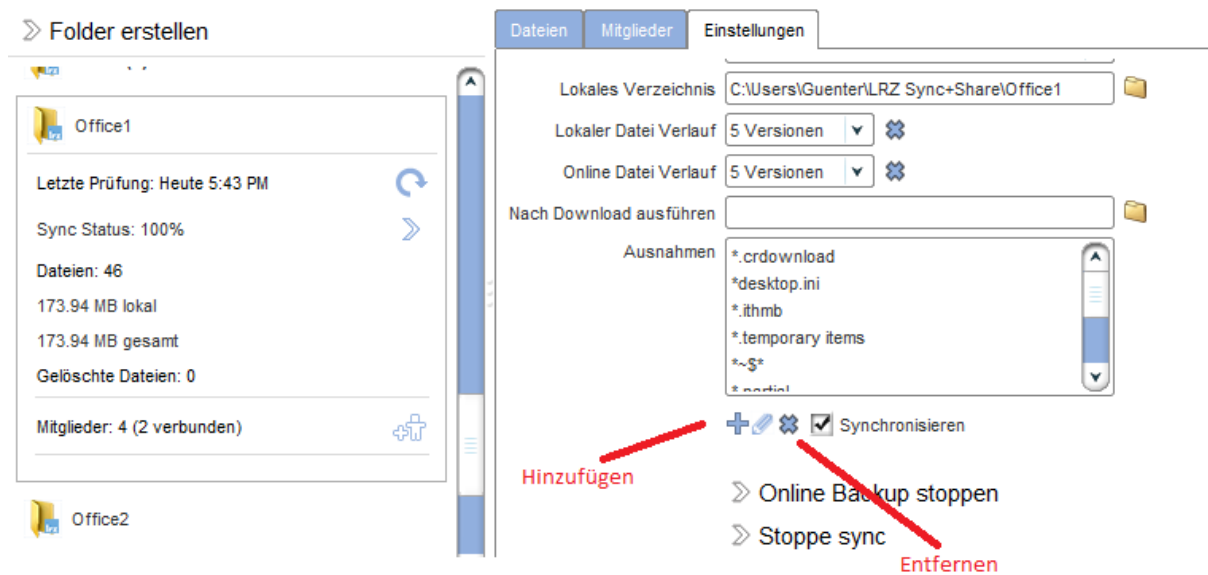 Folder erstellen
Office1
Letzte Prüfung: Heute 5:43 PM
Sync Status: 100%
Dateien: 46
173.94 MB lokal
173.94 MB gesamt
Gelöschte Dateien: 0
Mitglieder: 4 (2 verbunden)
Office2
Dateien Mitglieder Einstellungen
Lokales Verzeichnis C:\Users\Guenter\LRZ Sync+Share\Office1
Lokaler Datei Verlauf 5 Versionen
Online Datei Verlauf 5 Versionen
Nach Download ausführen
Ausnahmen
*.crdownload
*desktop.ini
*.ithmb
*.temporary items
*~$*
*.partial
Synchronisieren
Hinzufügen
Online Backup stoppen
Stoppe sync
Entfernen